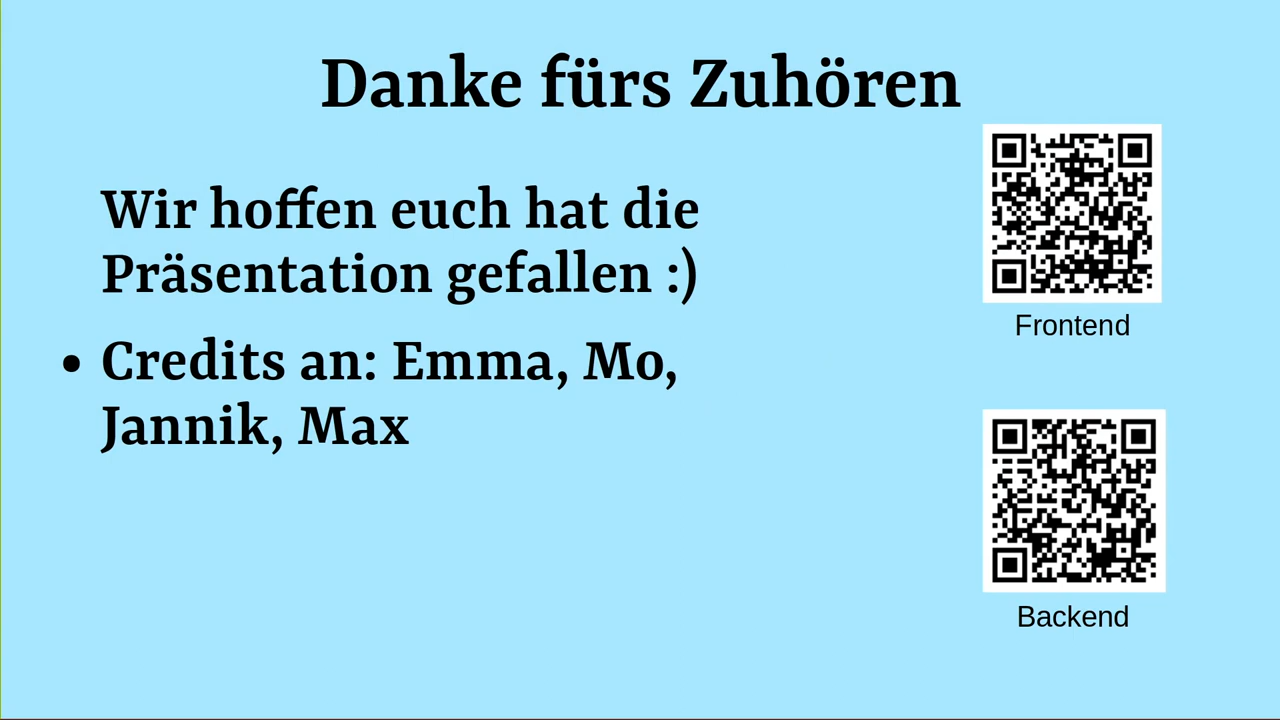 Danke fürs Zuhören
Wir hoffen euch hat die
Präsentation gefallen :)
• Credits an: Emma, Mo,
Jannik, Max
Frontend
Backend